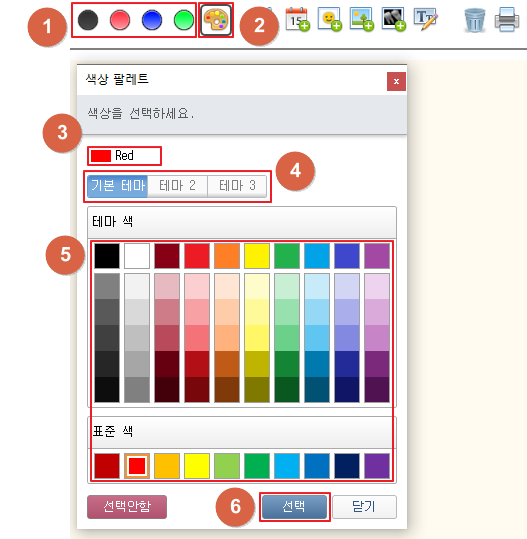 1
2
15
T
색상 팔레트
x
색상을 선택하세요.
3
Red
4
기본 테마 테마 2 테마 3
테마 색
5
표준 색
6
선택안함 선택 닫기